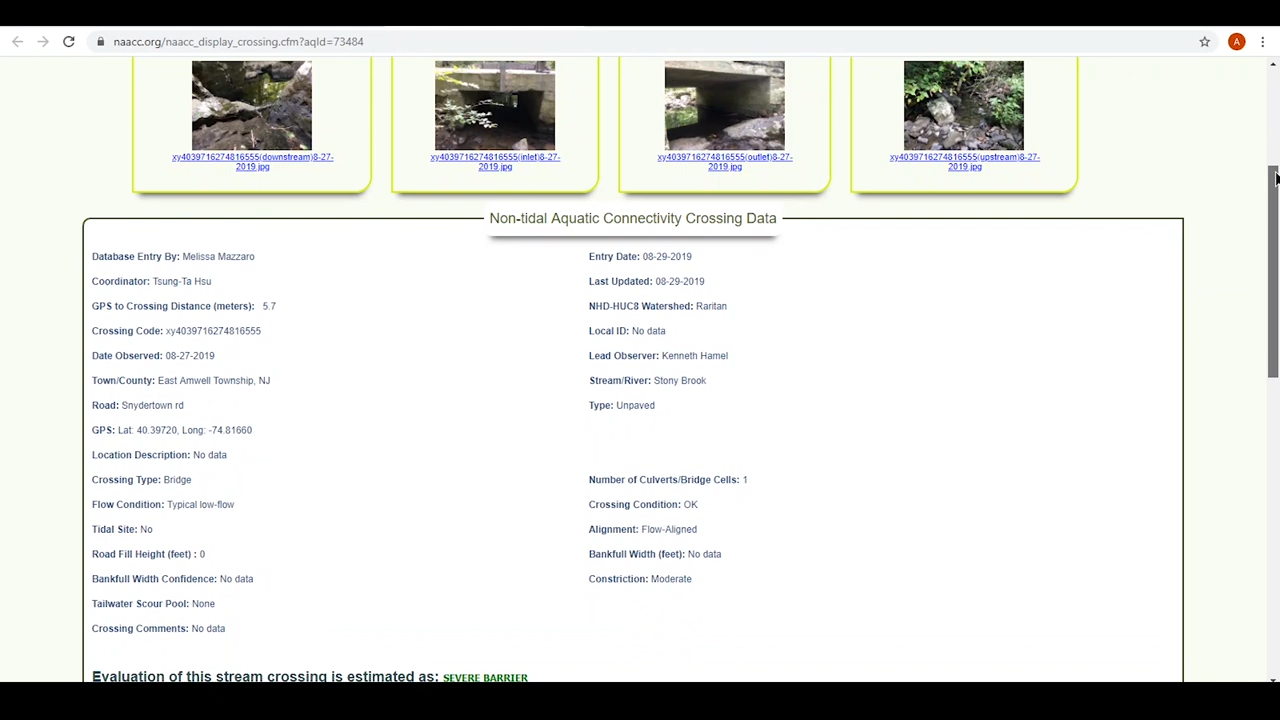 naacc.org/naacc_display_crossing.cfm?aqId=73484
A
xy4039716274816555(downstream)8-27-
2019.jpg
xy4039716274816555(inlet)8-27-
2019.jpg
xy4039716274816555(outlet)8-27-
2019.jpg
xy4039716274816555(upstream)8-27-
2019.jpg
Non-tidal Aquatic Connectivity Crossing Data
Database Entry By: Melissa Mazzaro
Entry Date: 08-29-2019
Coordinator: Tsung-Ta Hsu
Last Updated: 08-29-2019
GPS to Crossing Distance (meters): 5.7
NHD-HUC8 Watershed: Raritan
Crossing Code: xy4039716274816555
Local ID: No data
Date Observed: 08-27-2019
Lead Observer: Kenneth Hamel
Town/County: East Amwell Township, NJ
Stream/River: Stony Brook
Road: Snydertown rd
Type: Unpaved
GPS: Lat: 40.39720, Long: -74.81660
Location Description: No data
Crossing Type: Bridge
Number of Culverts/Bridge Cells: 1
Flow Condition: Typical low-flow
Crossing Condition: OK
Tidal Site: No
Alignment: Flow-Aligned
Road Fill Height (feet) : 0
Bankfull Width (feet): No data
Bankfull Width Confidence: No data
Constriction: Moderate
Tailwater Scour Pool: None
Crossing Comments: No data
Evaluation of this stream crossing is estimated as: SEVERE BARRIER